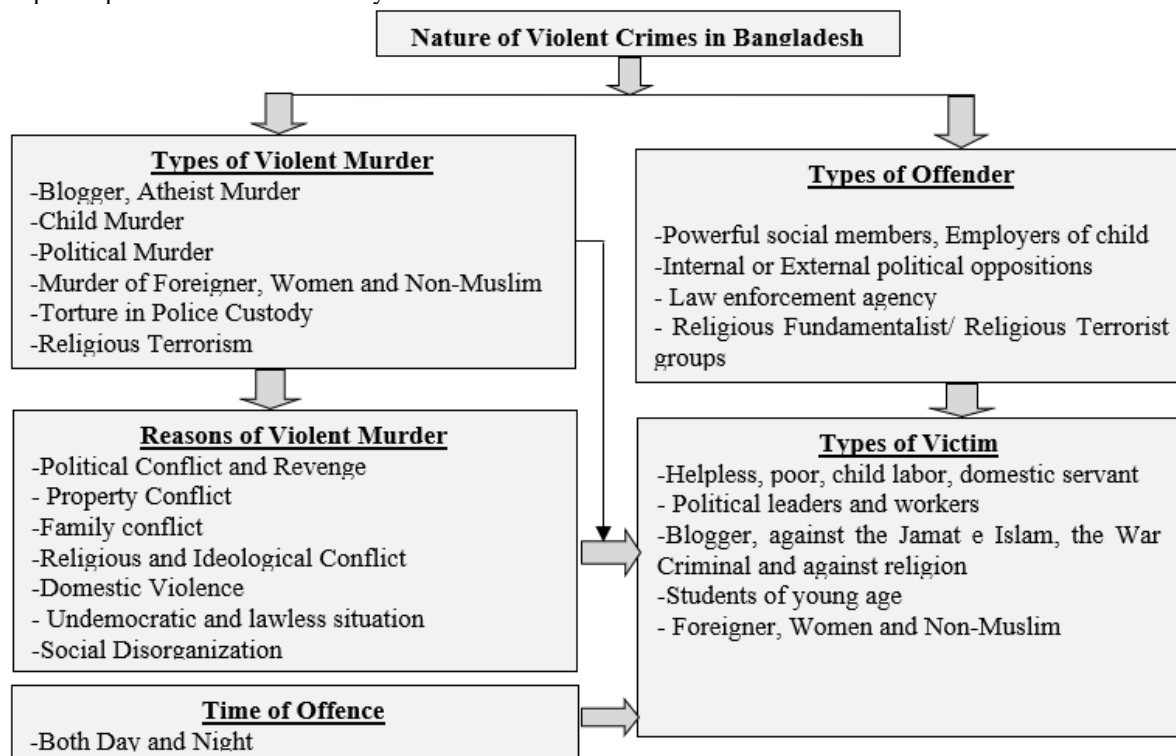 Nature of Violent Crimes in Bangladesh
Types of Violent Murder
-Blogger, Atheist Murder
-Child Murder
-Political Murder
-Murder of Foreigner, Women and Non-Muslim
-Torture in Police Custody
-Religious Terrorism
Types of Offender
-Powerful social members, Employers of child
-Internal or External political oppositions
- Law enforcement agency
- Religious Fundamentalist/ Religious Terrorist
groups
Reasons of Violent Murder
-Political Conflict and Revenge
- Property Conflict
-Family conflict
-Religious and Ideological Conflict
-Domestic Violence
- Undemocratic and lawless situation
-Social Disorganization
Types of Victim
-Helpless, poor, child labor, domestic servant
- Political leaders and workers
-Blogger, against the Jamat e Islam, the War
Criminal and against religion
-Students of young age
- Foreigner, Women and Non-Muslim
Time of Offence
-Both Day and Night